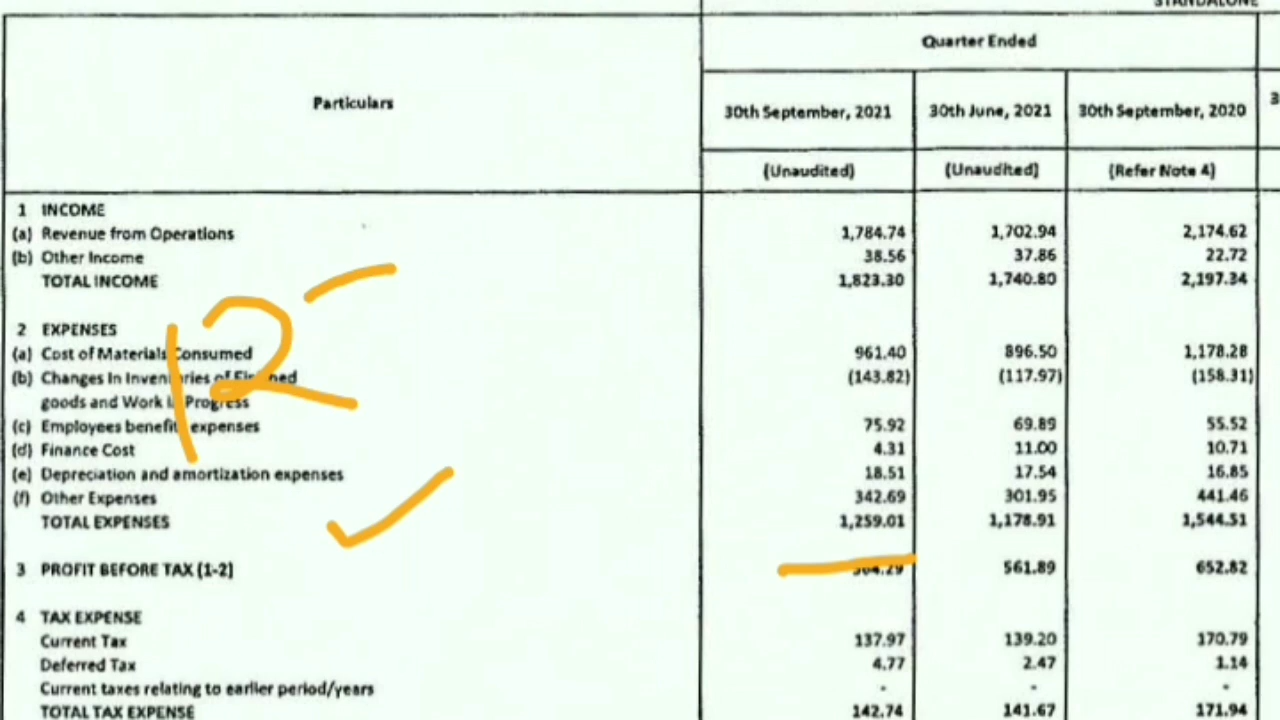 STANDALONE
Quarter Ended
Particulars
30th September, 2021 30th June, 2021 30th September, 2020 3
(Unaudited) (Unaudited) (Refer Note 4)
1 INCOME
(a) Revenue from Operations 1,784.74 1,702.94 2,174.62
(b) Other Income 38.56 37.86 22.72
TOTAL INCOME 1,823.30 1,740.80 2,197.34
12
2 EXPENSES
(a) Cost of Materials Consumed 961.40 896.50 1,178.28
(b) Changes in Inventories of Finished (143.82) (117.97) (158.31)
goods and Work in Progress
(c) Employees benefit expenses 75.92 69.89 55.52
(d) Finance Cost 4.31 11.00 10.71
(e) Depreciation and amortization expenses 18.51 17.54 16.85
(f) Other Expenses 342.69 301.95 441.46
TOTAL EXPENSES 1,259.01 1,178.91 1,544.51
3 PROFIT BEFORE TAX (1-2) 564.29 561.89 652.82
4 TAX EXPENSE
Current Tax 137.97 139.20 170.79
Deferred Tax 4.77 2.47 1.14
Current taxes relating to earlier period/years - - -
TOTAL TAX EXPENSE 142.74 141.67 171.94